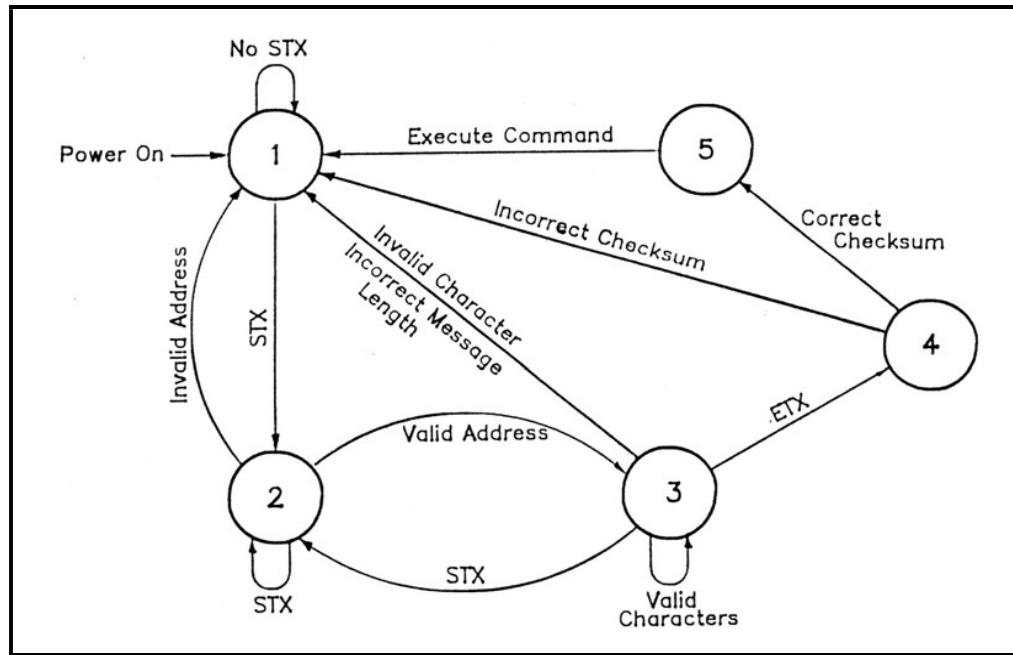 No STX
Power On
1
Execute Command
5
Incorrect Checksum
Correct
Checksum
Invalid Character
Incorrect Message
Length
Invalid Address
STX
4
ETX
Valid Address
2
3
STX
STX
Valid
Characters